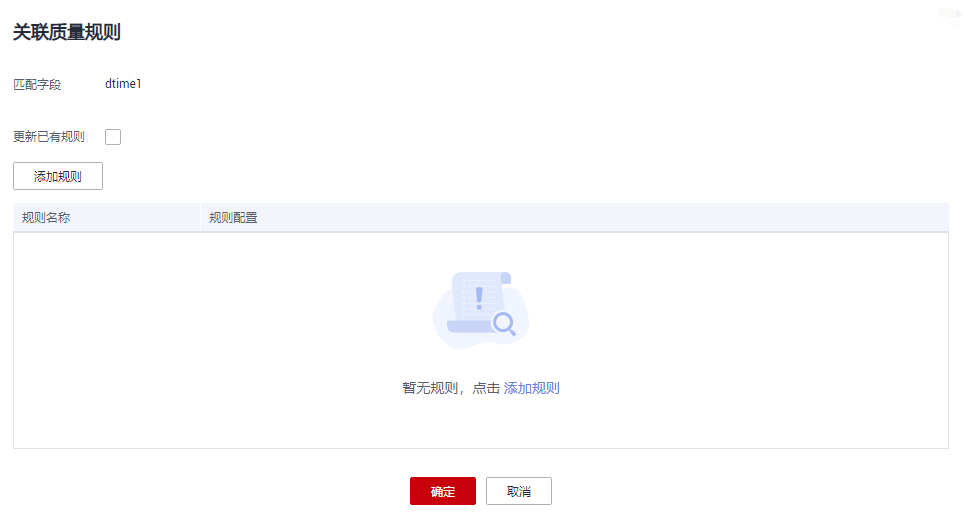 关联质量规则
匹配字段 dtime1
更新已有规则
添加规则
规则名称 规则配置
暂无规则，点击 添加规则
确定 取消